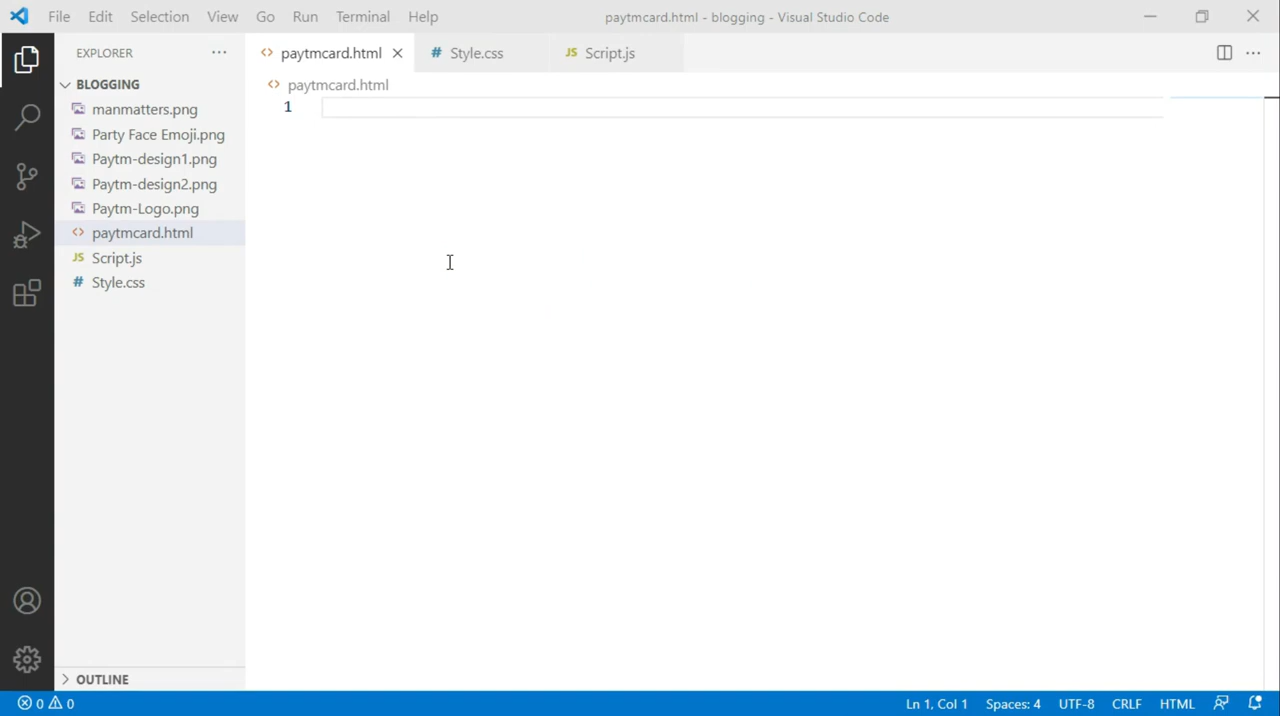 File Edit Selection View Go Run Terminal Help paytmcard.html - blogging - Visual Studio Code
EXPLORER ... paytmcard.html # Style.css JS Script.js ...
BLOGGING
paytmcard.html
1
manmatters.png
Party Face Emoji.png
Paytm-design1.png
Paytm-design2.png
Paytm-Logo.png
paytmcard.html
JS Script.js
# Style.css
OUTLINE
0 0 Ln 1, Col 1 Spaces: 4 UTF-8 CRLF HTML